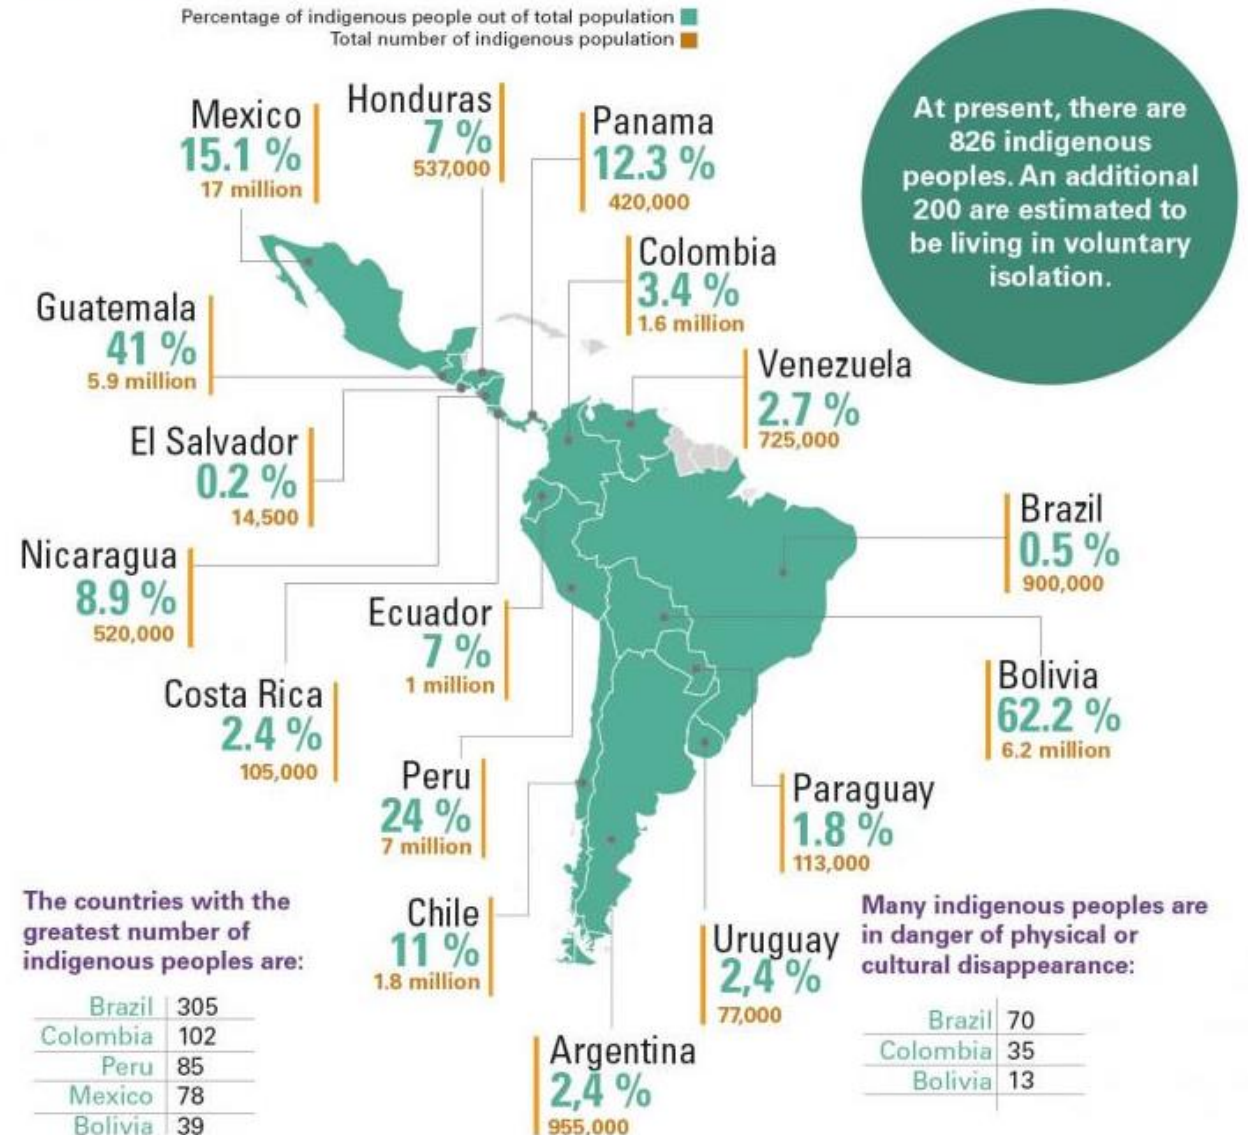 Percentage of indigenous people out of total population
Total number of indigenous population
Mexico
15.1 %
17 million
Honduras
7 %
537,000
Panama
12.3 %
420,000
At present, there are
826 indigenous
peoples. An additional
200 are estimated to
be living in voluntary
isolation.
Colombia
3.4 %
1.6 million
Guatemala
41 %
5.9 million
Venezuela
2.7 %
725,000
El Salvador
0.2 %
14,500
Brazil
0.5 %
900,000
Nicaragua
8.9 %
520,000
Ecuador
7 %
1 million
Bolivia
62.2 %
6.2 million
Costa Rica
2.4 %
105,000
Peru
24 %
7 million
Paraguay
1.8 %
113,000
Chile
11 %
1.8 million
Uruguay
2,4 %
77,000
Argentina
2,4 %
955,000
The countries with the
greatest number of
indigenous peoples are:
Brazil 305
Colombia 102
Peru 85
Mexico 78
Bolivia 39
Many indigenous peoples are
in danger of physical or
cultural disappearance:
Brazil 70
Colombia 35
Bolivia 13